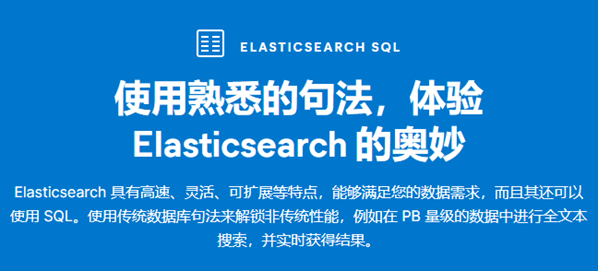 ELASTICSEARCH SQL
使用熟悉的句法，体验
Elasticsearch 的奥妙
Elasticsearch 具有高速、灵活、可扩展等特点，能够满足您的数据需求，而且其还可以
使用 SQL。使用传统数据库句法来解锁非传统性能，例如在 PB 量级的数据中进行全文本
搜索，并实时获得结果。